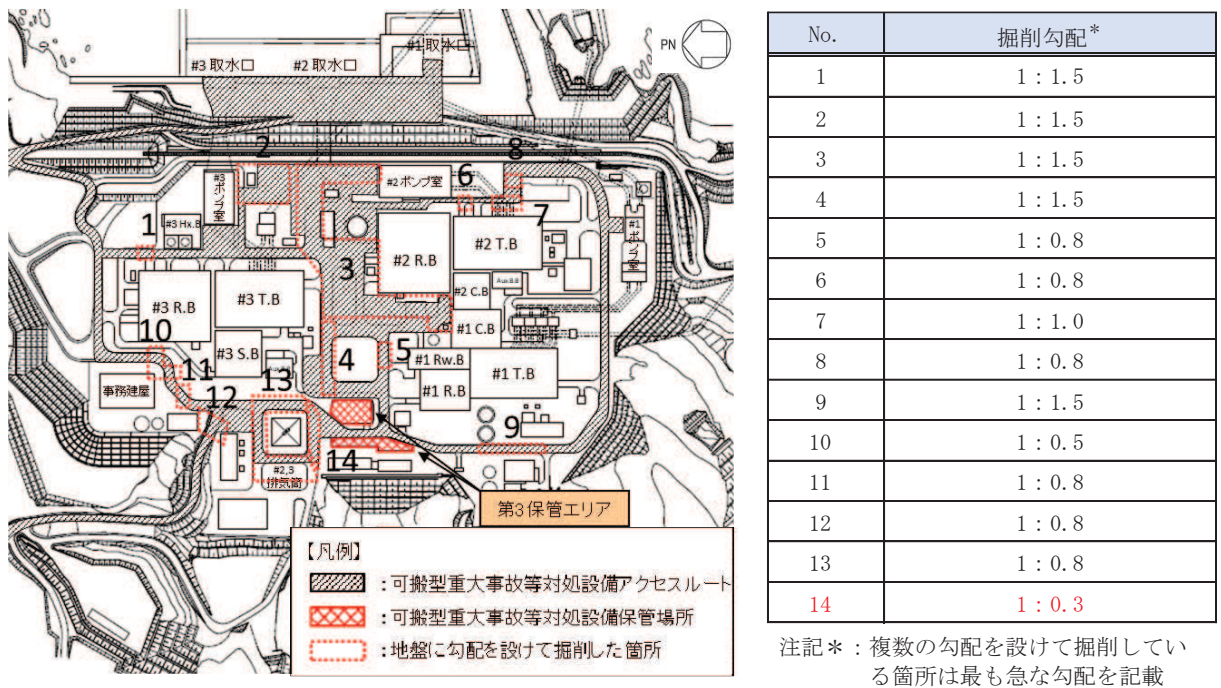 #1取水口
PN
#3取水口
#2取水口
2
8
#3
ポンプ室
#2ポンプ室
6
1
#3 Hx.B
7
#1
ポンプ室
#2 T.B
#2 R.B
3
Aux.B.B
#2 C.B
#3 R.B
#3 T.B
10
#1 C.B
#3 S.B
4
5
#1 Rw.B
11
13
#1 T.B
事務建屋
#1 R.B
12
9
#2,3
排気筒
14
第3保管エリア
【凡例】
：可搬型重大事故等対処設備アクセスルート
：可搬型重大事故等対処設備保管場所
：地盤に勾配を設けて掘削した箇所
No. 掘削勾配*
1 1：1.5
2 1：1.5
3 1：1.5
4 1：1.5
5 1：0.8
6 1：0.8
7 1：1.0
8 1：0.8
9 1：1.5
10 1：0.5
11 1：0.8
12 1：0.8
13 1：0.8
14 1：0.3
注記＊：複数の勾配を設けて掘削してい
る箇所は最も急な勾配を記載